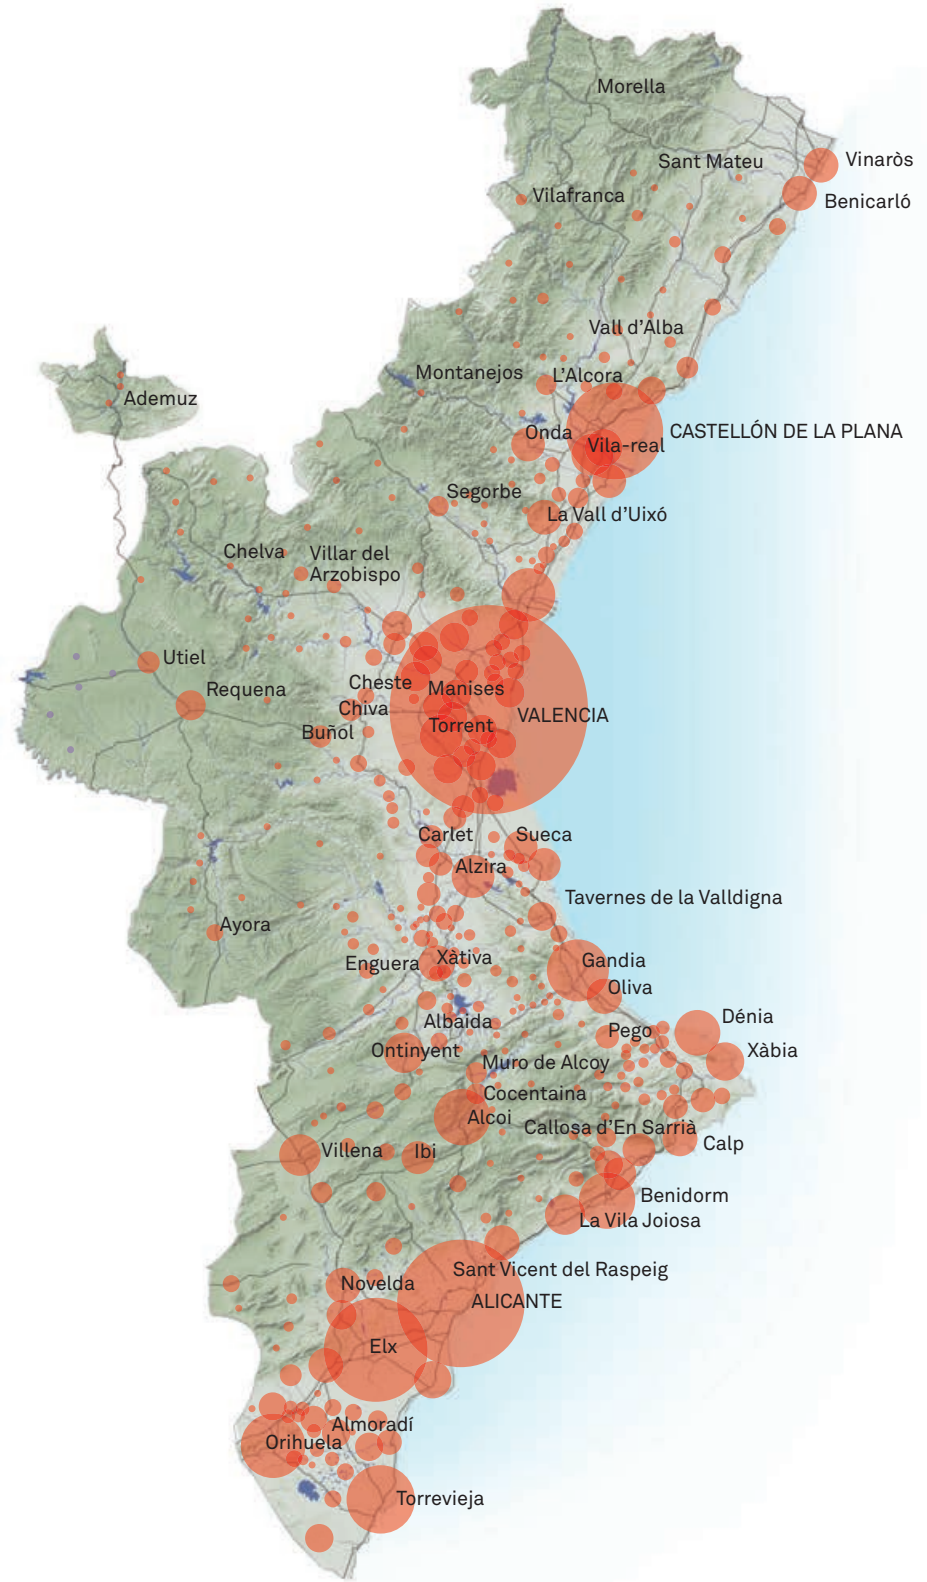 Morella
Sant Mateu
Vinaròs
Vilafranca
Benicarló
Vall d'Alba
Montanejos
L'Alcora
Ademuz
Onda
CASTELLÓN DE LA PLANA
Vila-real
Segorbe
La Vall d'Uixó
Chelva
Villar del
Arzobispo
Utiel
Cheste
Manises
Requena
Chiva
VALENCIA
Torrent
Buñol
Carlet
Sueca
Alzira
Tavernes de la Valldigna
Ayora
Enguera
Xàtiva
Gandia
Oliva
Dénia
Albaida
Pego
Ontinyent
Xàbia
Muro de Alcoy
Cocentaina
Alcoi
Callosa d'En Sarrià
Calp
Villena
Ibi
Benidorm
La Vila Joiosa
Sant Vicent del Raspeig
Novelda
ALICANTE
Elx
Almoradí
Orihuela
Torrevieja